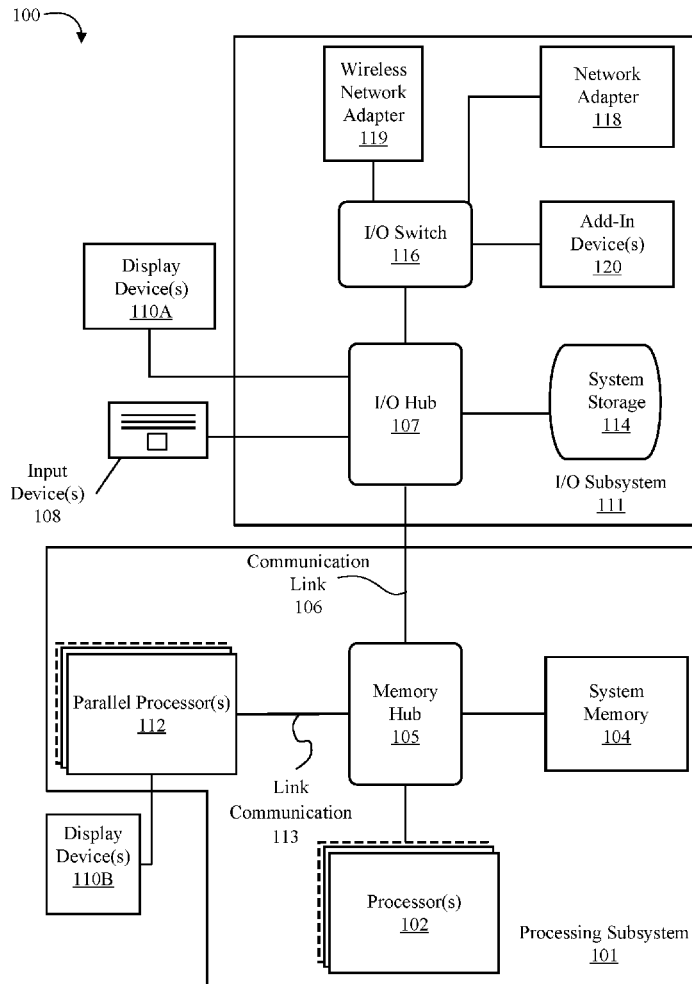 100
Wireless
Network
Adapter
119
Network
Adapter
118
I/O Switch
116
Add-In
Device(s)
120
Display
Device(s)
110A
I/O Hub
107
System
Storage
114
Input
Device(s)
108
I/O Subsystem
111
Communication
Link
106
Parallel Processor(s)
112
Memory
Hub
105
System
Memory
104
Link
Communication
113
Display
Device(s)
110B
Processor(s)
102
Processing Subsystem
101